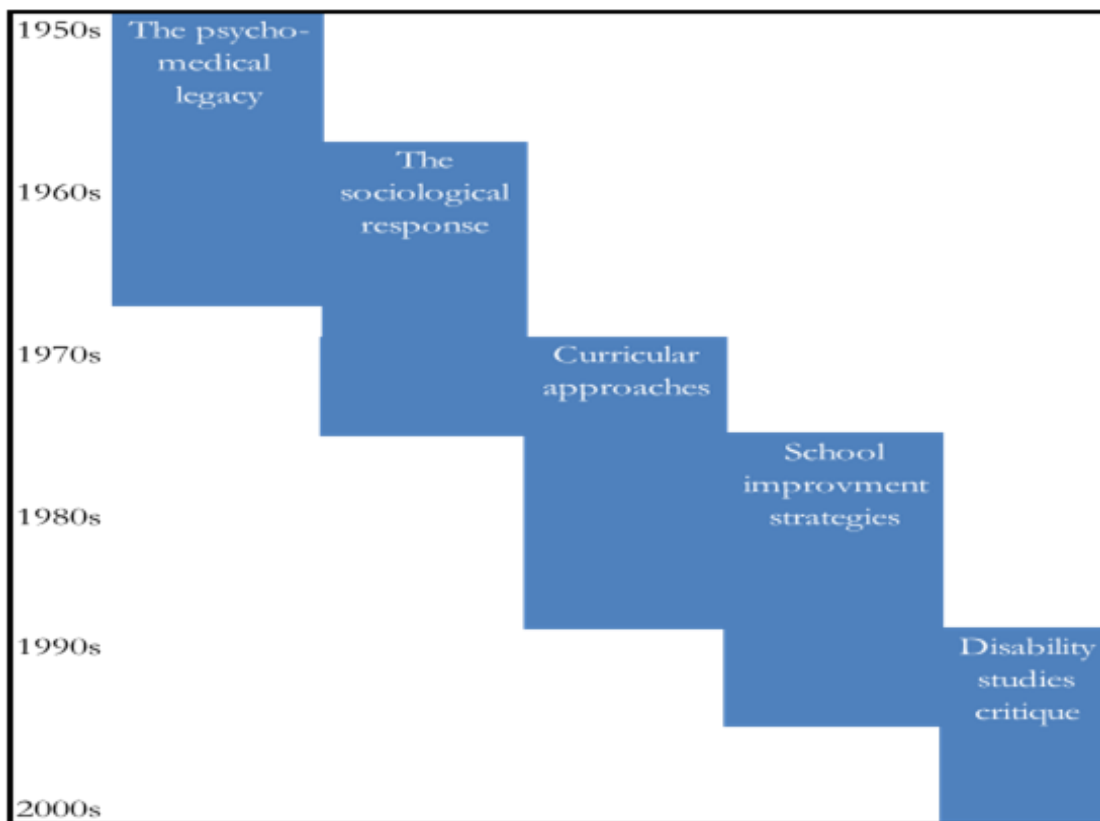 1950s
The psycho-
medical
legacy
The
sociological
response
1960s
1970s
Curricular
approaches
School
improvment
strategies
1980s
1990s
Disability
studies
critique
2000s